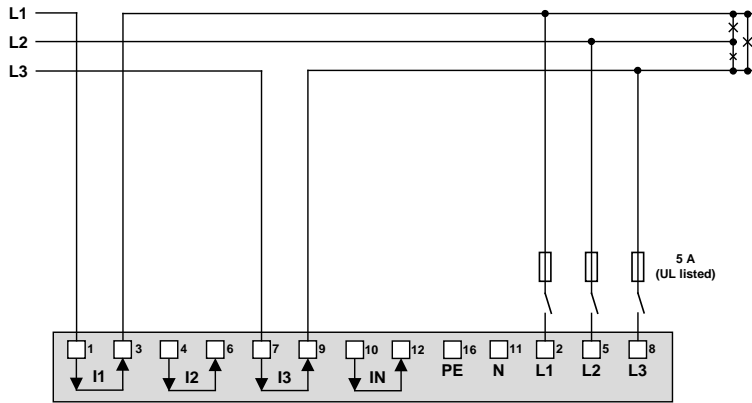 L1
L2
L3
5 A
(UL listed)
1 3 4 6 7 9 10 12 16 11 2 5 8
I1 I2 I3 IN PE N L1 L2 L3